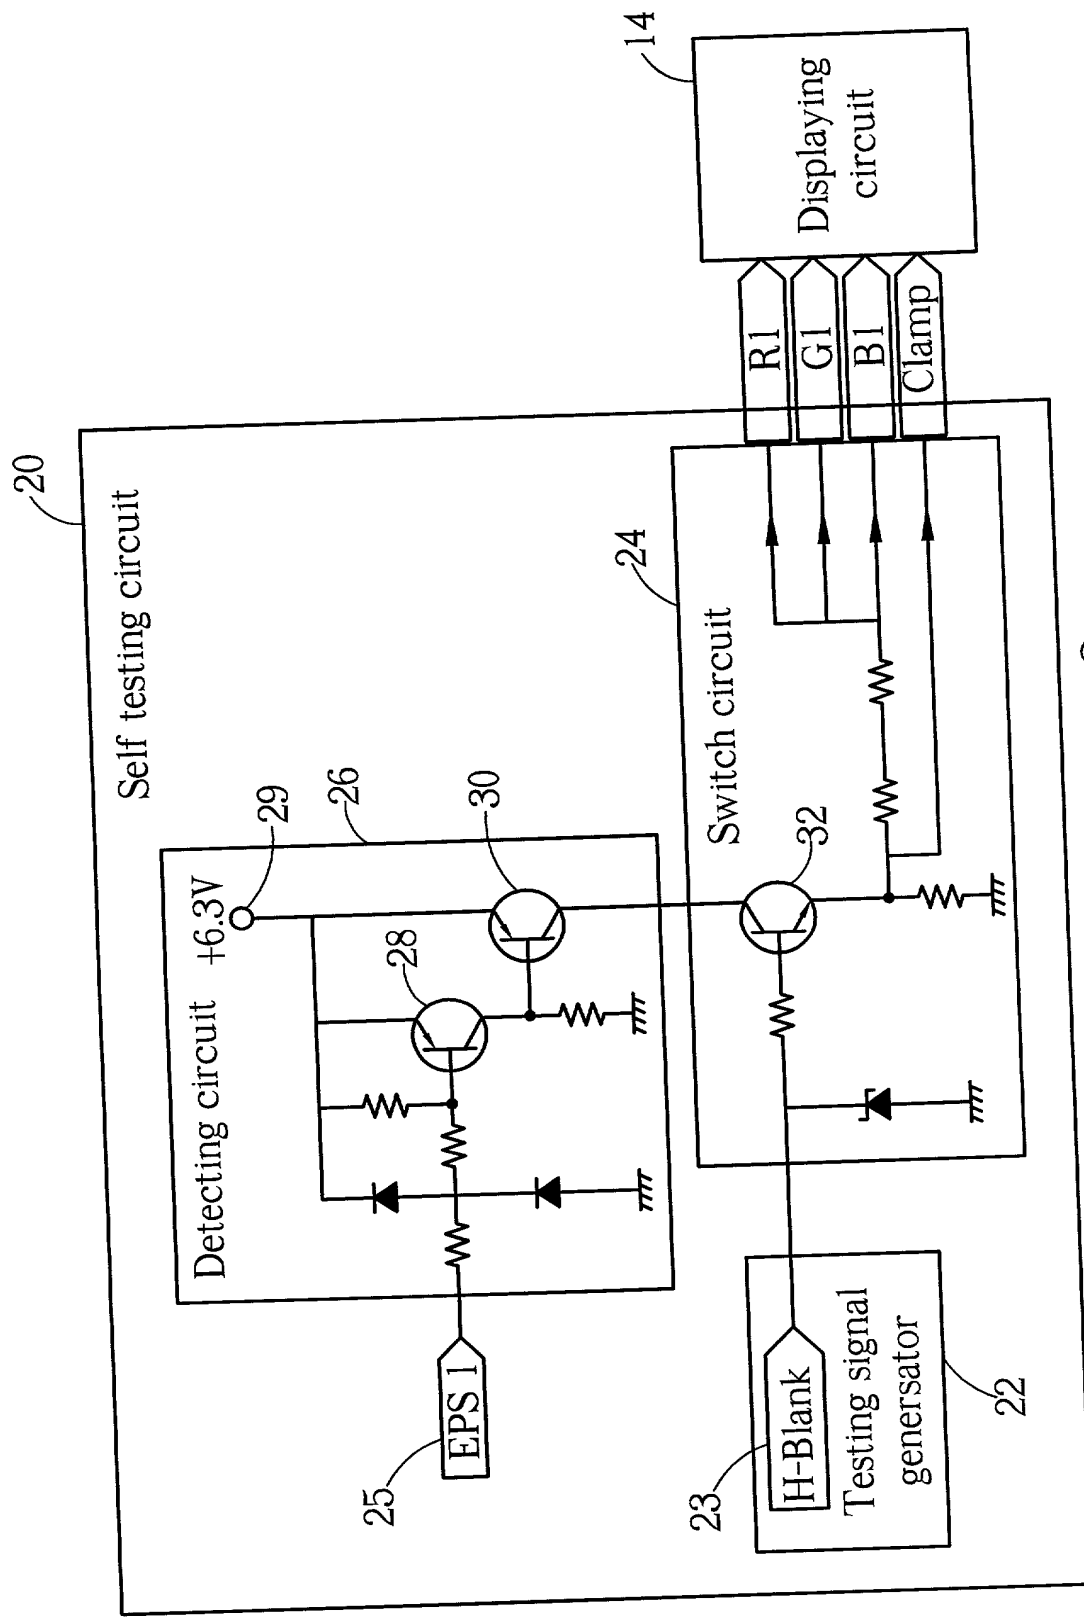 20
Self testing circuit
Detecting circuit
+6.3V
29
26
28
30
25
EPS 1
14
Displaying
circuit
24
Switch circuit
32
R1
G1
B1
Clamp
23
H-Blank
Testing signal
genersator
22